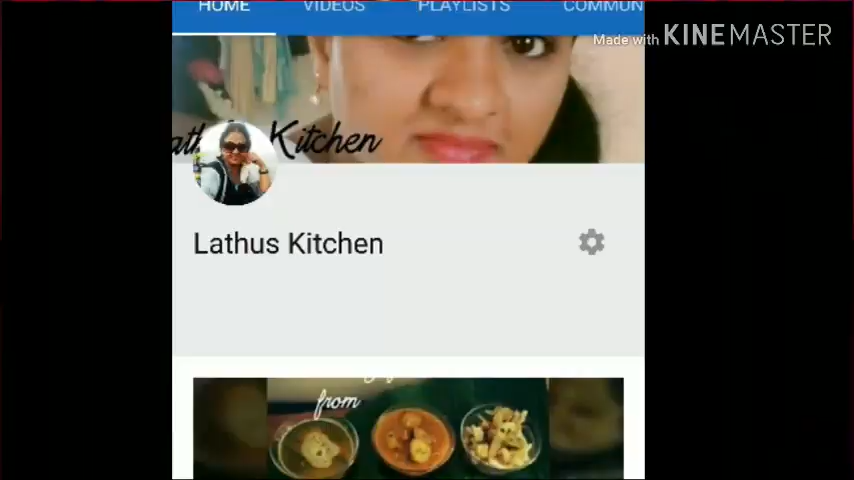 HOME VIDEOS PLAYLISTS COMMUN
Made with KINEMASTER
Kitchen
Lathus Kitchen
from